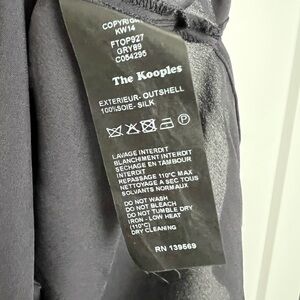 COPYRIGHT
KW14
FTOP927
GRY89
C054295
The Kooples
EXTERIEUR- OUTSHELL
100%SOIE- SILK
LAVAGE INTERDIT
BLANCHIMENT INTERDIT
SECHAGE EN TAMBOUR
INTERDIT
REPASSAGE 110°C MAX
NETTOYAGE A SEC TOUS
SOLVANTS NORMAUX
DO NOT WASH
DO NOT BLEACH
DO NOT TUMBLE DRY
IRON - LOW HEAT
(110°C)
DRY CLEANING
RN 139569